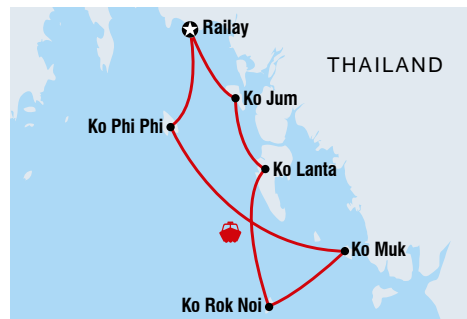 Railay
THAILAND
Ko Jum
Ko Phi Phi
Ko Lanta
Ko Muk
Ko Rok Noi